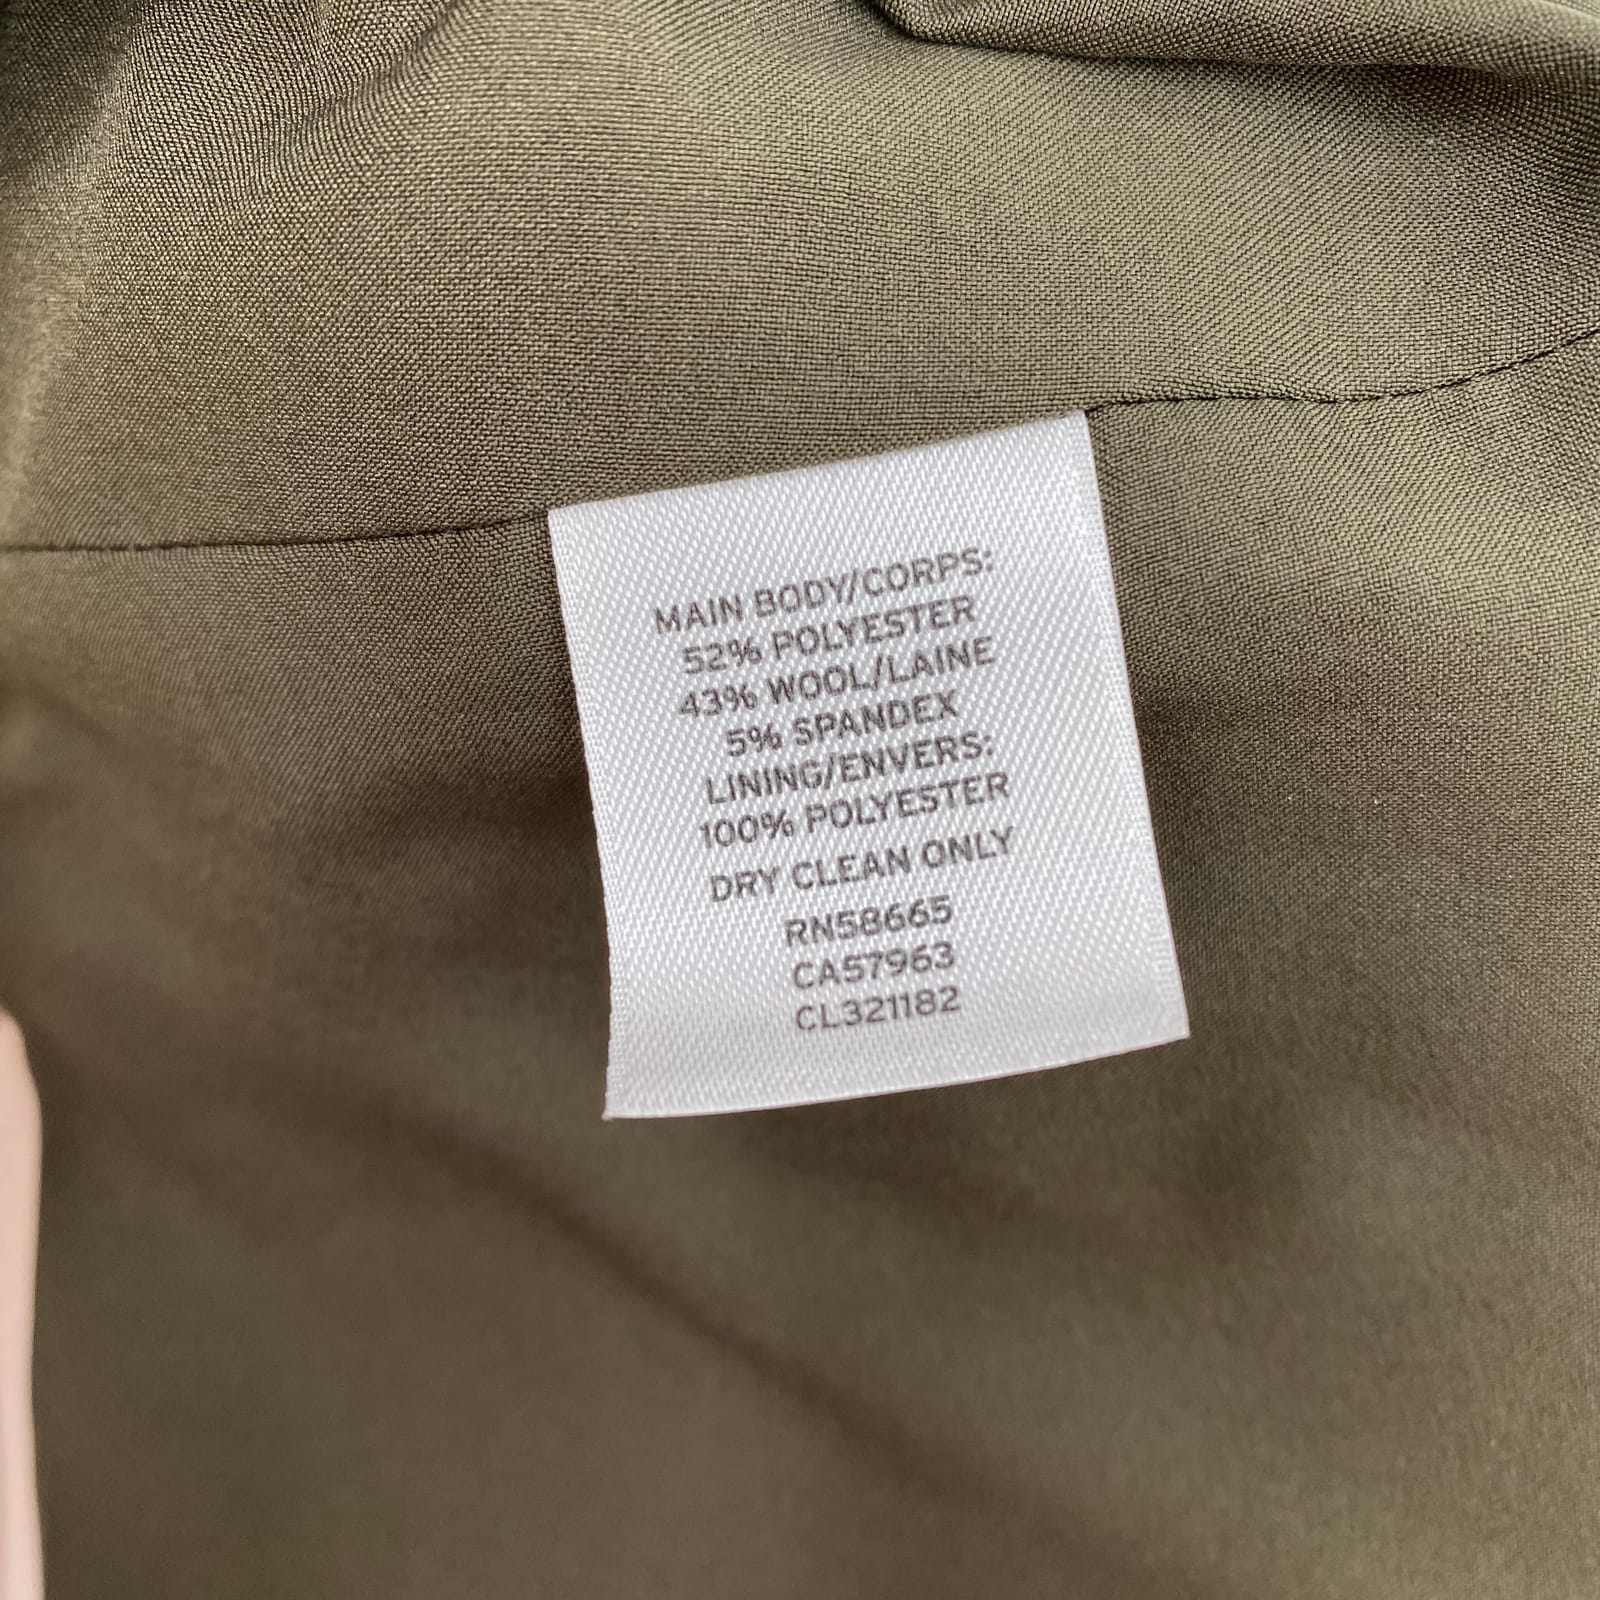 MAIN BODY/CORPS:
52% POLYESTER
43% WOOL/LAINE
5% SPANDEX
LINING/ENVERS:
100% POLYESTER
DRY CLEAN ONLY
RN58665
CA57963
CL321182